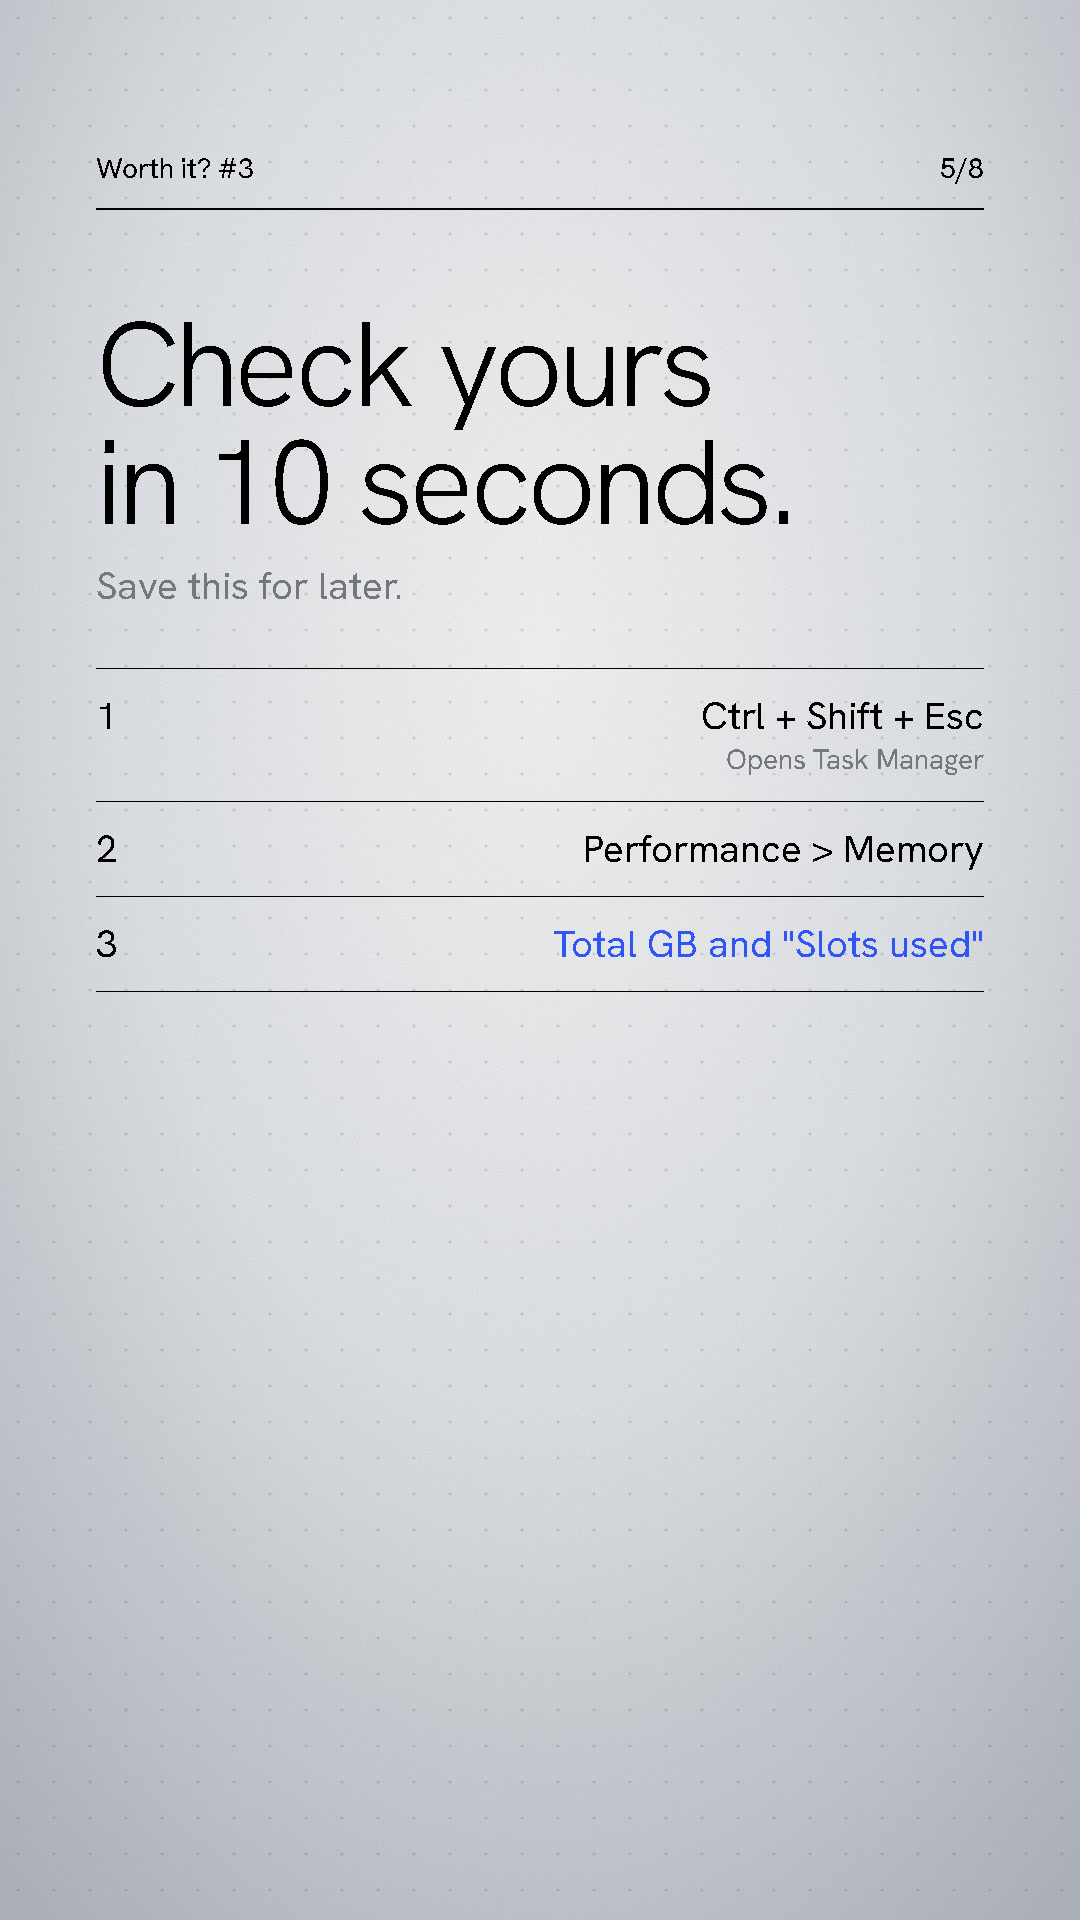 Worth it? #3
5/8
Check yours
in 10 seconds.
Save this for later.
1
Ctrl + Shift + Esc
Opens Task Manager
2
Performance > Memory
3
Total GB and "Slots used"